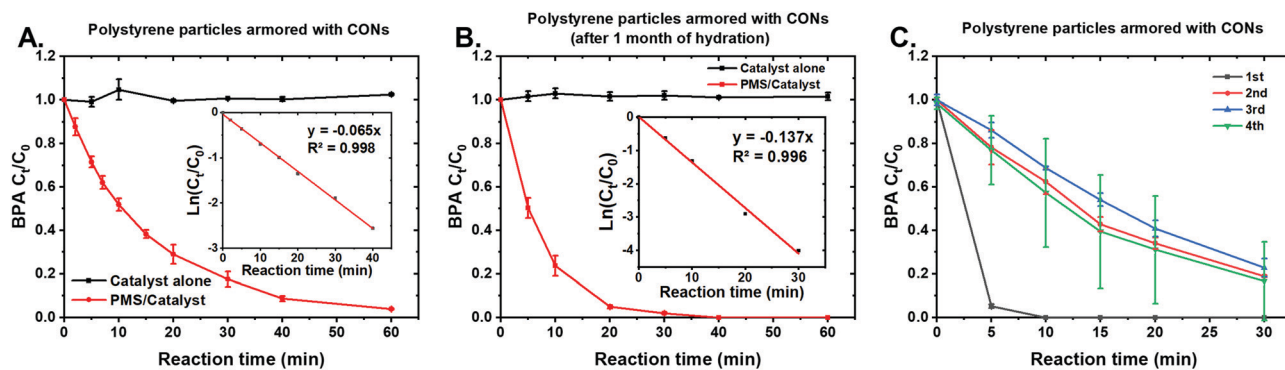 A.
Polystyrene particles armored with CONs
1.2
1.0
0.8
0.6
0.4
0.2
0.0
BPA Ct/C0
0
10
20
30
40
50
60
Reaction time (min)
Catalyst alone
PMS/Catalyst
y = -0.065x
R² = 0.998
Ln(Ct/C0)
0
-1
-2
-3
0
10
20
30
40
Reaction time (min)
B.
Polystyrene particles armored with CONs
(after 1 month of hydration)
1.2
1.0
0.8
0.6
0.4
0.2
0.0
BPA Ct/C0
0
10
20
30
40
50
60
Reaction time (min)
Catalyst alone
PMS/Catalyst
y = -0.137x
R² = 0.996
Ln(Ct/C0)
0
-1
-2
-3
-4
0
10
20
30
Reaction time (min)
C.
Polystyrene particles armored with CONs
1.2
1.0
0.8
0.6
0.4
0.2
0.0
BPA Ct/C0
0
5
10
15
20
25
30
Reaction time (min)
1st
2nd
3rd
4th